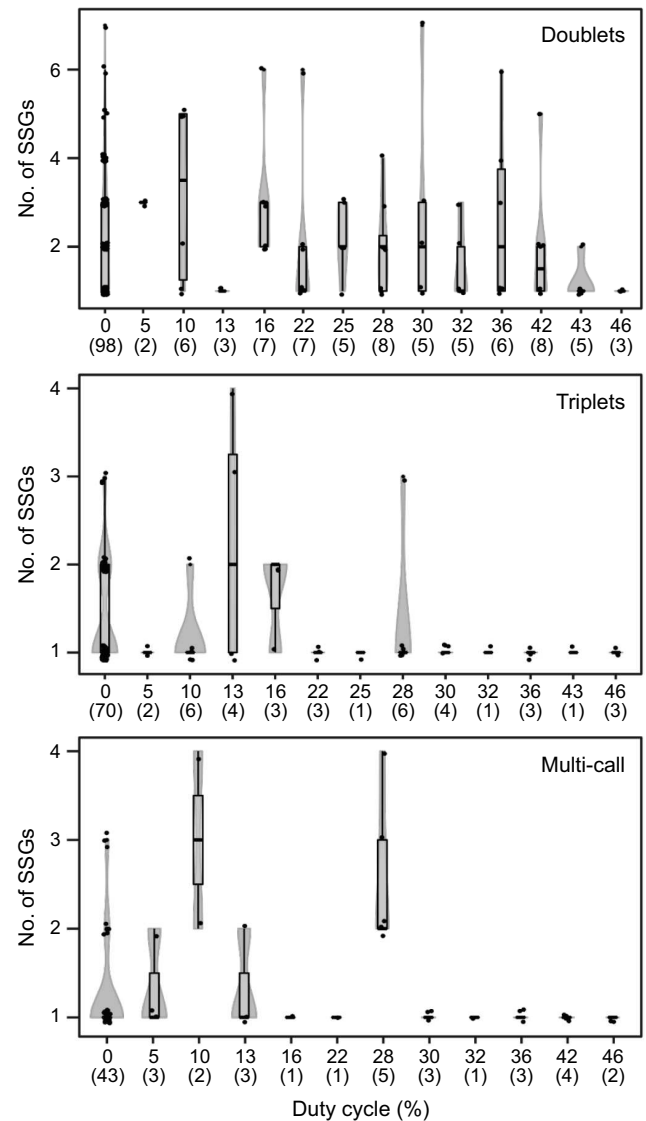 Doublets
No. of SSGs
6
4
2
0 5 10 13 16 22 25 28 30 32 36 42 43 46
(98) (2) (6) (3) (7) (7) (5) (8) (5) (5) (6) (8) (5) (3)
Triplets
No. of SSGs
4
3
2
1
0 5 10 13 16 22 25 28 30 32 36 43 46
(70) (2) (6) (4) (3) (3) (1) (6) (4) (1) (3) (1) (3)
Multi-call
No. of SSGs
4
3
2
1
0 5 10 13 16 22 28 30 32 36 42 46
(43) (3) (2) (3) (1) (1) (5) (3) (1) (3) (4) (2)
Duty cycle (%)